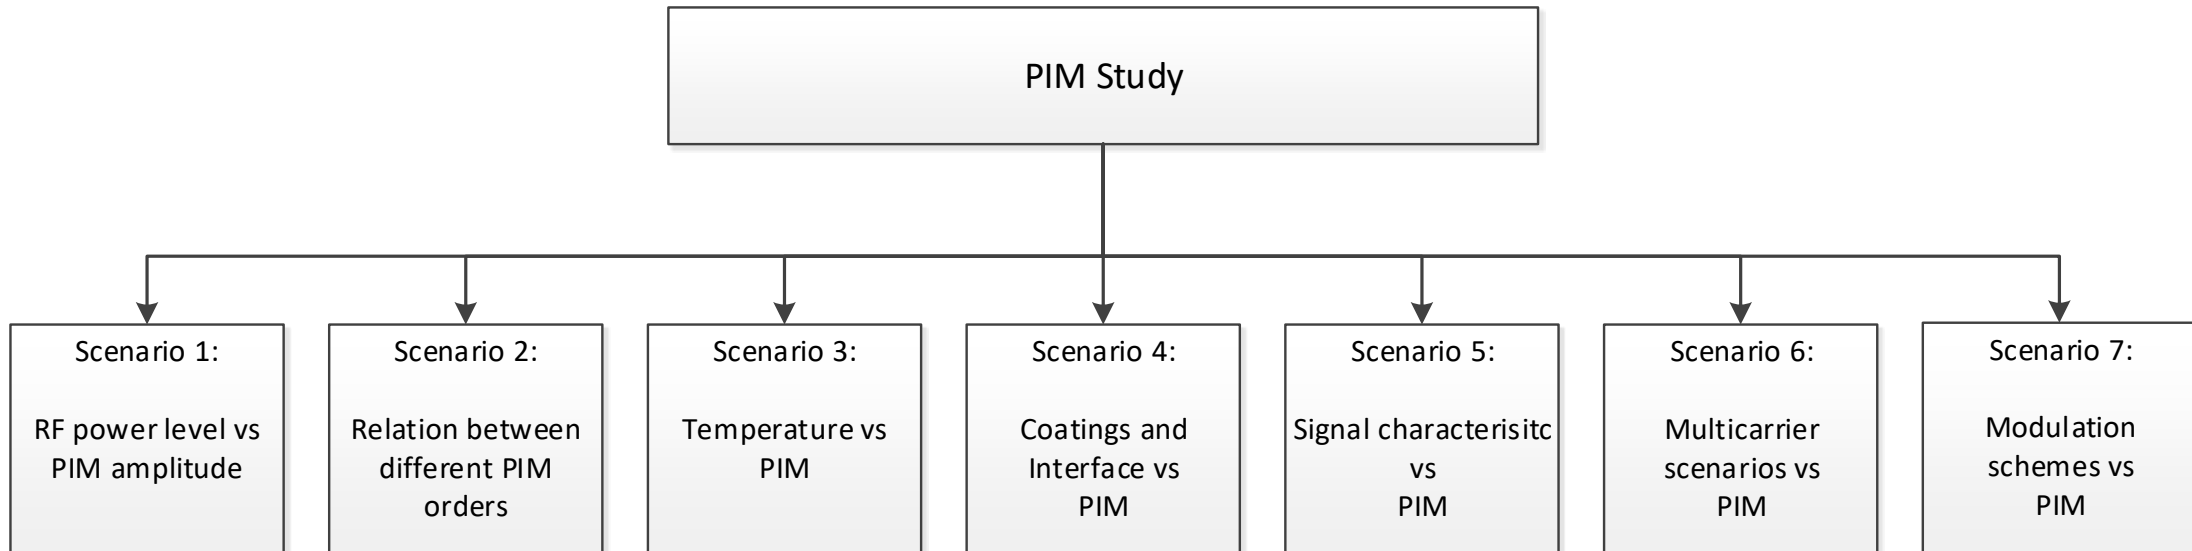 PIM Study
Scenario 1:
RF power level vs
PIM amplitude
Scenario 2:
Relation between
different PIM
orders
Scenario 3:
Temperature vs
PIM
Scenario 4:
Coatings and
Interface vs
PIM
Scenario 5:
Signal characterisitc
vs
PIM
Scenario 6:
Multicarrier
scenarios vs
PIM
Scenario 7:
Modulation
schemes vs
PIM